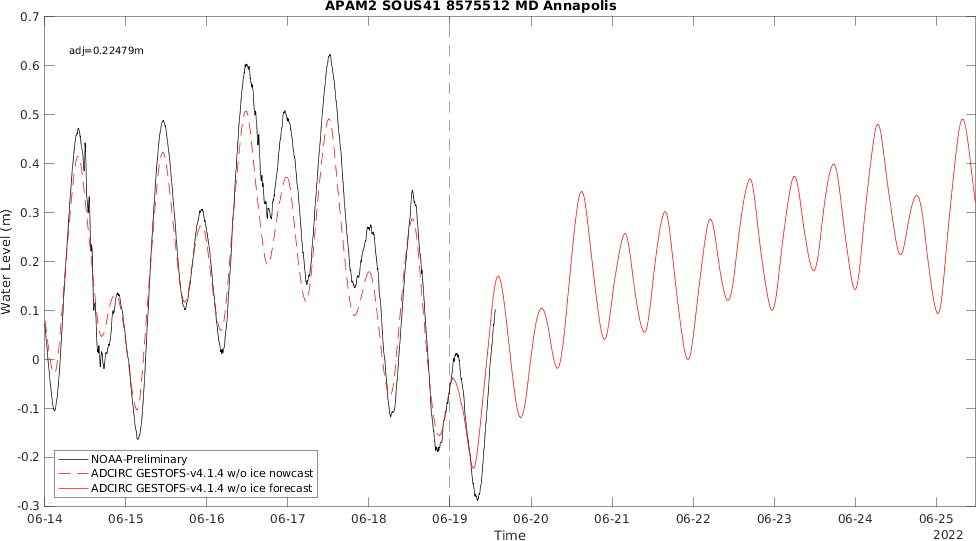 APAM2 SOUS41 8575512 MD Annapolis
adj=0.22479m
Water Level (m)
0.7
0.6
0.5
0.4
0.3
0.2
0.1
0
-0.1
-0.2
-0.3
NOAA-Preliminary
ADCIRC GESTOFS-v4.1.4 w/o ice nowcast
ADCIRC GESTOFS-v4.1.4 w/o ice forecast
06-14 06-15 06-16 06-17 06-18 06-19 06-20 06-21 06-22 06-23 06-24 06-25
Time
2022